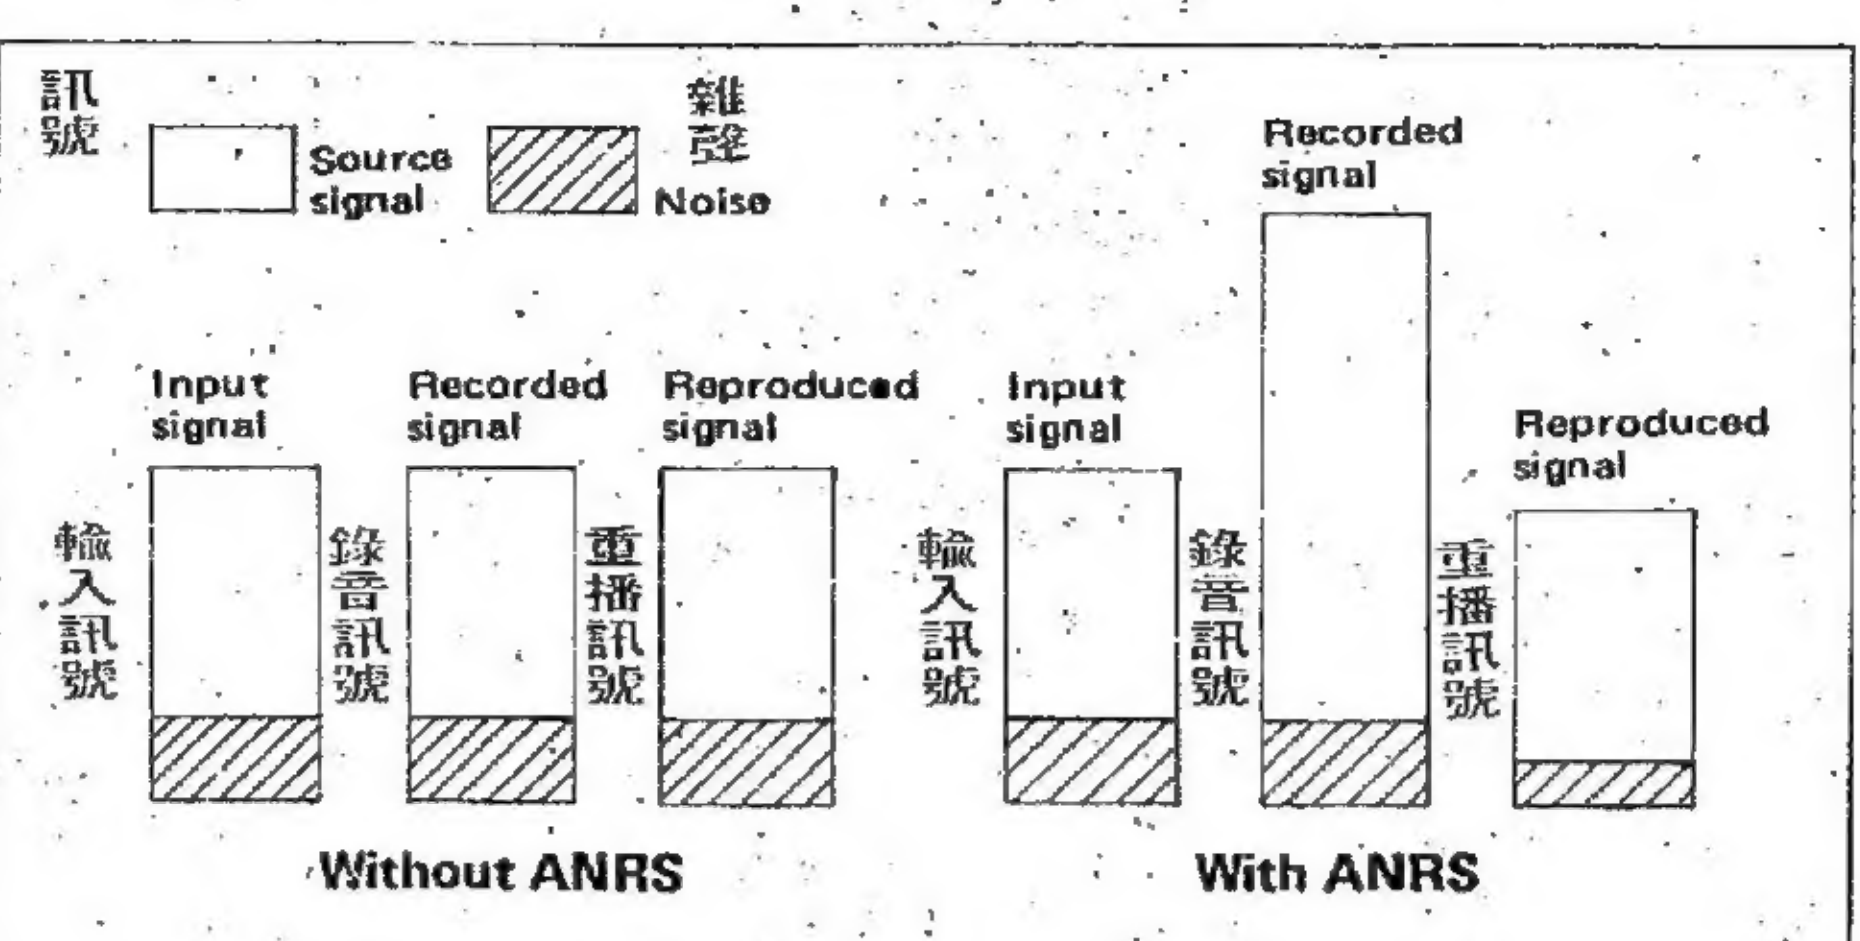 訊號
Source
signal
雜聲
Noise
Input
signal
Recorded
signal
Reproduced
signal
Input
signal
Recorded
signal
Reproduced
signal
輸入訊號
錄音訊號
重播訊號
輸入訊號
錄音訊號
重播訊號
Without ANRS
With ANRS